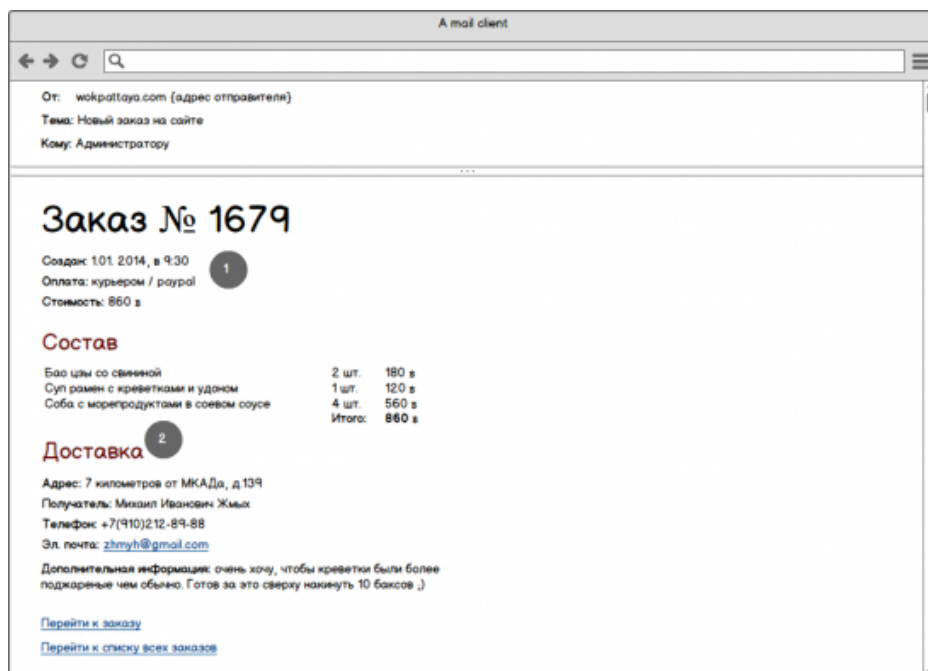 A mail client
От: wokpattaya.com {адрес отправителя}
Тема: Новый заказ на сайте
Кому: Администратору
Заказ № 1679
Создан: 1.01. 2014, в 9:30
1
Оплата: курьером / paypal
Стоимость: 860 ฿
Состав
Бао цзы со свининой 2 шт. 180 ฿
Суп рамен с креветками и удоном 1 шт. 120 ฿
Соба с морепродуктами в соевом соусе 4 шт. 560 ฿
Итого: 860 ฿
2
Доставка
Адрес: 7 километров от МКАДа, д.139
Получатель: Михаил Иванович Жмых
Телефон: +7(910)212-89-88
Эл. почта: zhmyh@gmail.com
Дополнительная информация: очень хочу, чтобы креветки были более
поджареные чем обычно. Готов за это сверху накинуть 10 баксов ;)
Перейти к заказу
Перейти к списку всех заказов